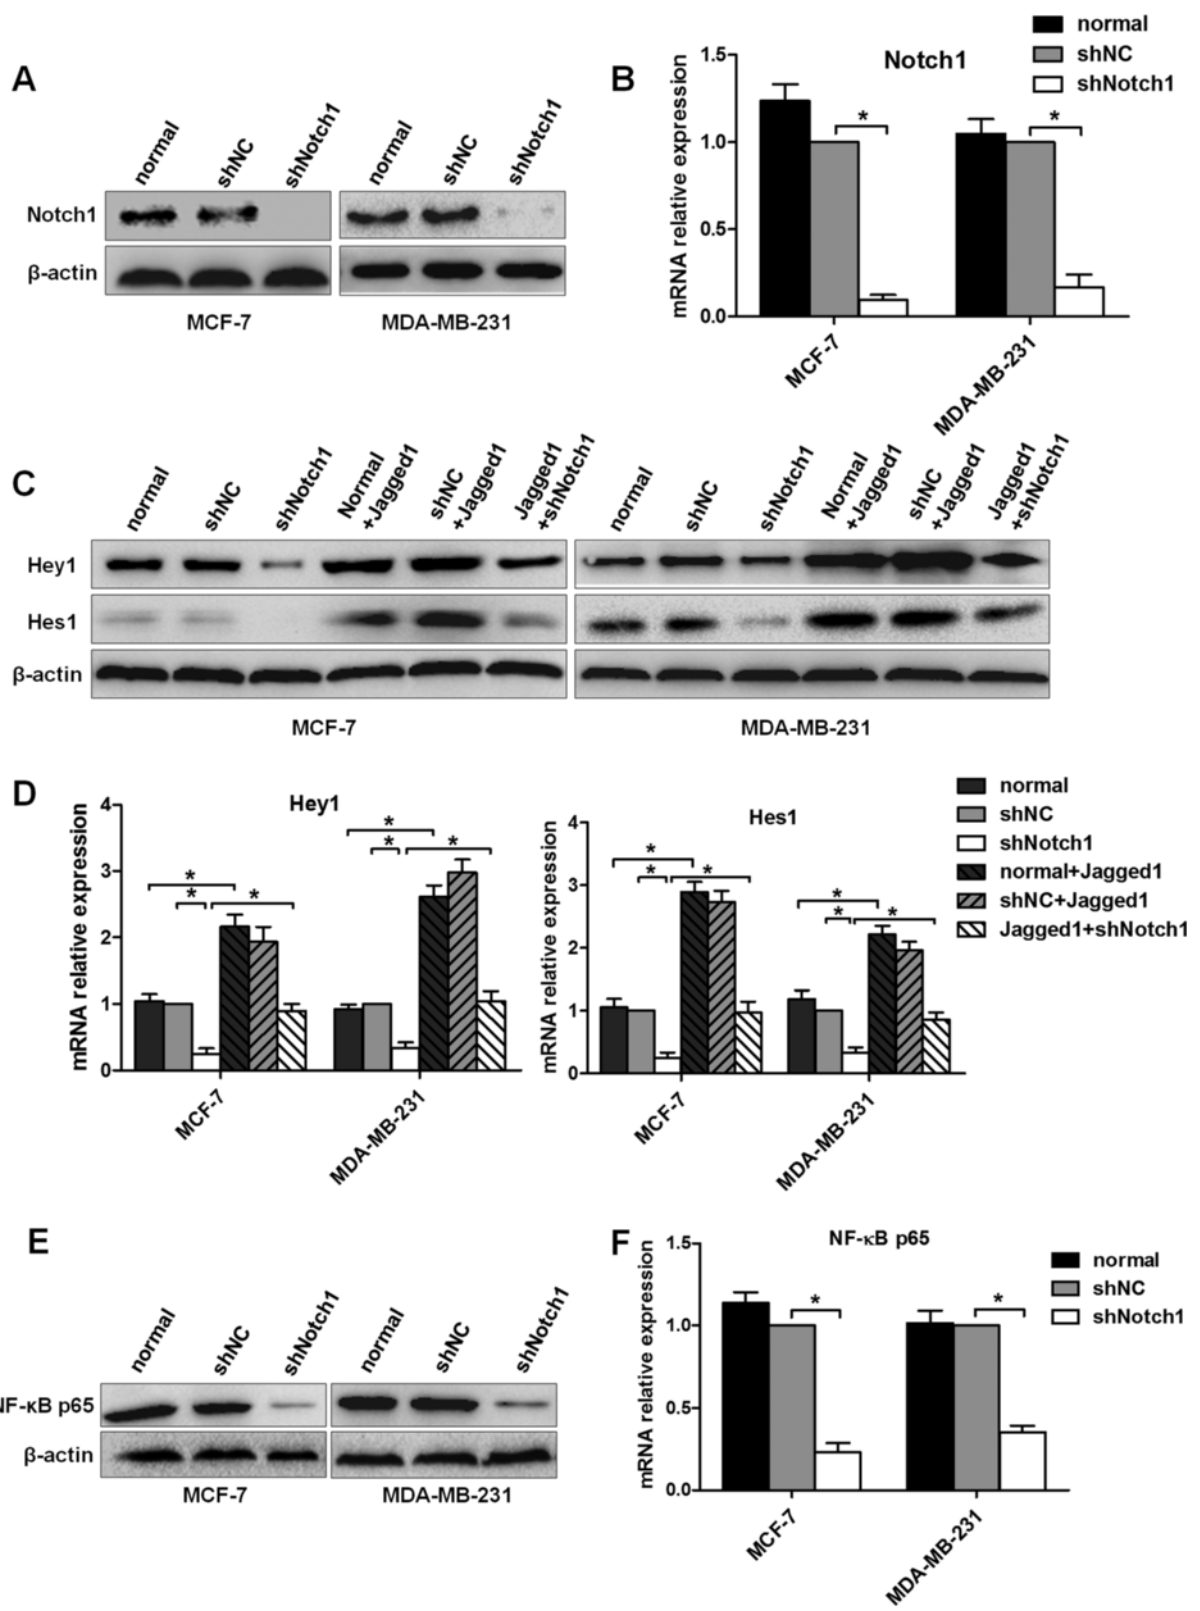 A
normal
shNC
shNotch1
normal
shNC
shNotch1
Notch1
β-actin
MCF-7
MDA-MB-231
B
Notch1
normal
shNC
shNotch1
mRNA relative expression
1.5
1.0
0.5
0.0
*
*
MCF-7
MDA-MB-231
C
normal
shNC
shNotch1
Normal
+Jagged1
shNC
+Jagged1
Jagged1
+shNotch1
normal
shNC
shNotch1
Normal
+Jagged1
shNC
+Jagged1
Jagged1
+shNotch1
Hey1
Hes1
β-actin
MCF-7
MDA-MB-231
D
Hey1
mRNA relative expression
4
3
2
1
0
*
*
*
*
*
*
MCF-7
MDA-MB-231
Hes1
mRNA relative expression
4
3
2
1
0
*
*
*
*
*
*
MCF-7
MDA-MB-231
normal
shNC
shNotch1
normal+Jagged1
shNC+Jagged1
Jagged1+shNotch1
E
normal
shNC
shNotch1
normal
shNC
shNotch1
NF-κB p65
β-actin
MCF-7
MDA-MB-231
F
NF-κB p65
normal
shNC
shNotch1
mRNA relative expression
1.5
1.0
0.5
0.0
*
*
MCF-7
MDA-MB-231